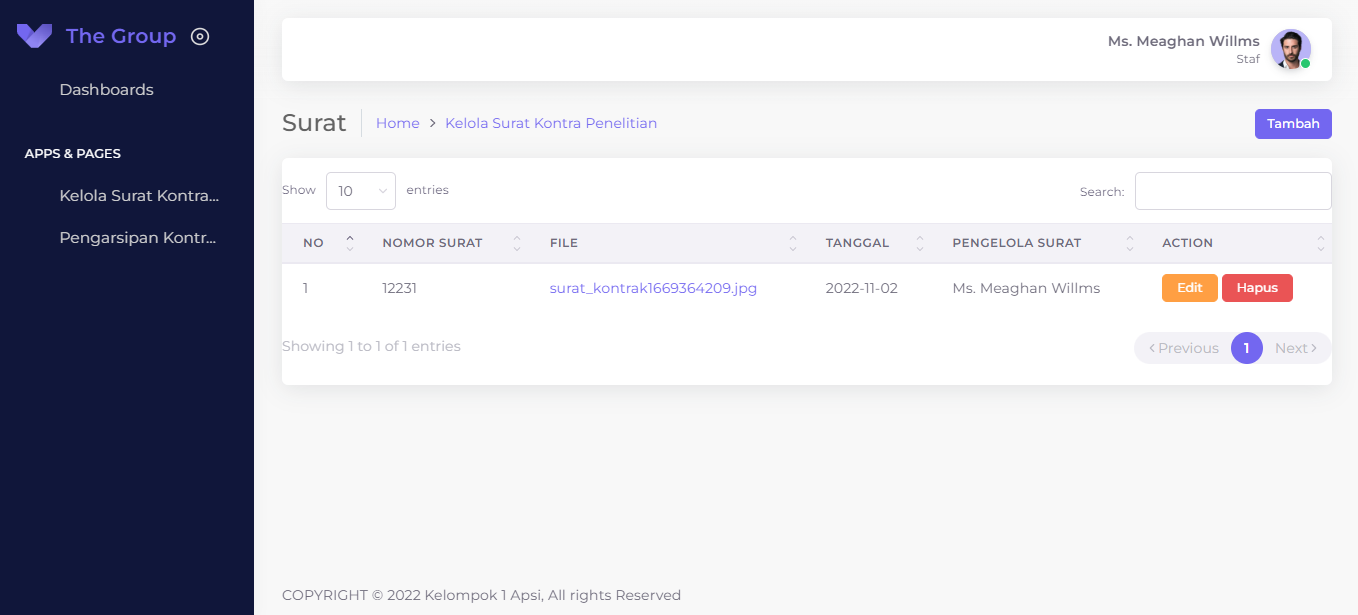 The Group
Dashboards
APPS & PAGES
Kelola Surat Kontra...
Pengarsipan Kontr...
Ms. Meaghan Willms
Staf
Surat
Home > Kelola Surat Kontra Penelitian
Tambah
Show 10 entries
Search:
NO NOMOR SURAT FILE TANGGAL PENGELOLA SURAT ACTION
1 12231 surat_kontrak1669364209.jpg 2022-11-02 Ms. Meaghan Willms Edit Hapus
Showing 1 to 1 of 1 entries
< Previous 1 Next >
COPYRIGHT © 2022 Kelompok 1 Apsi, All rights Reserved